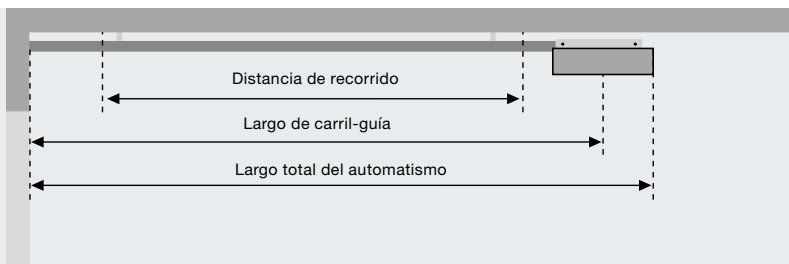 Distancia de recorrido
Largo de carril-guía
Largo total del automatismo